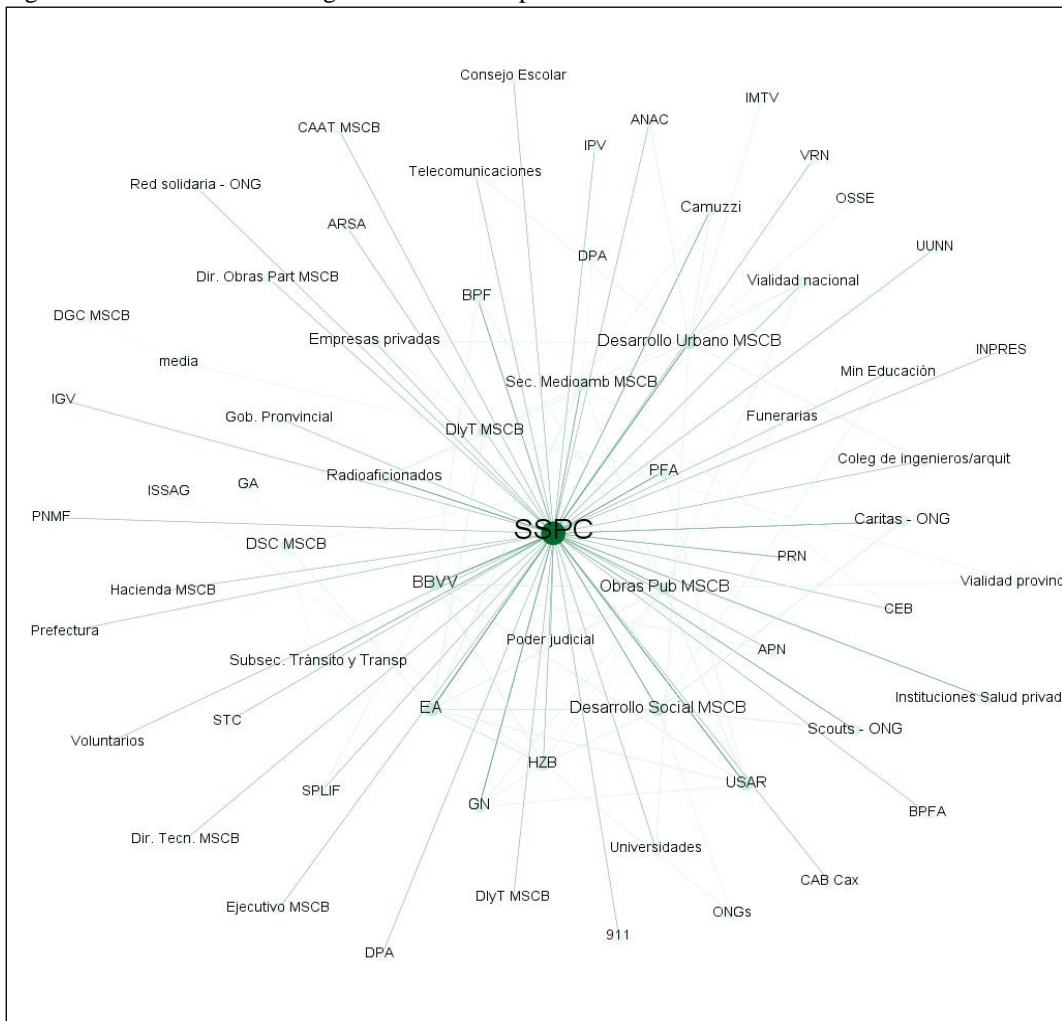 Consejo Escolar
IMTV
CAAT MSCB
ANAC
IPV
VRN
Telecomunicaciones
Red solidaria - ONG
OSSE
Camuzzi
ARSA
UUNN
DPA
Dir. Obras Part MSCB
Vialidad nacional
BPF
DGC MSCB
Empresas privadas
Desarrollo Urbano MSCB
INPRES
media
Min Educación
Sec. Medioamb MSCB
IGV
Gob. Pronvincial
Funerarias
DIyT MSCB
Coleg de ingenieros/arquit
PFA
Radioaficionados
GA
ISSAG
PNMF
Caritas - ONG
SSPC
DSC MSCB
PRN
BBVV
Vialidad provinc
Obras Pub MSCB
Hacienda MSCB
CEB
Prefectura
Poder judicial
APN
Subsec. Tránsito y Transp
Instituciones Salud privad
EA
Desarrollo Social MSCB
STC
Scouts - ONG
Voluntarios
HZB
USAR
SPLIF
GN
BPFA
Dir. Tecn. MSCB
Universidades
CAB Cax
DIyT MSCB
Ejecutivo MSCB
ONGs
911
DPA